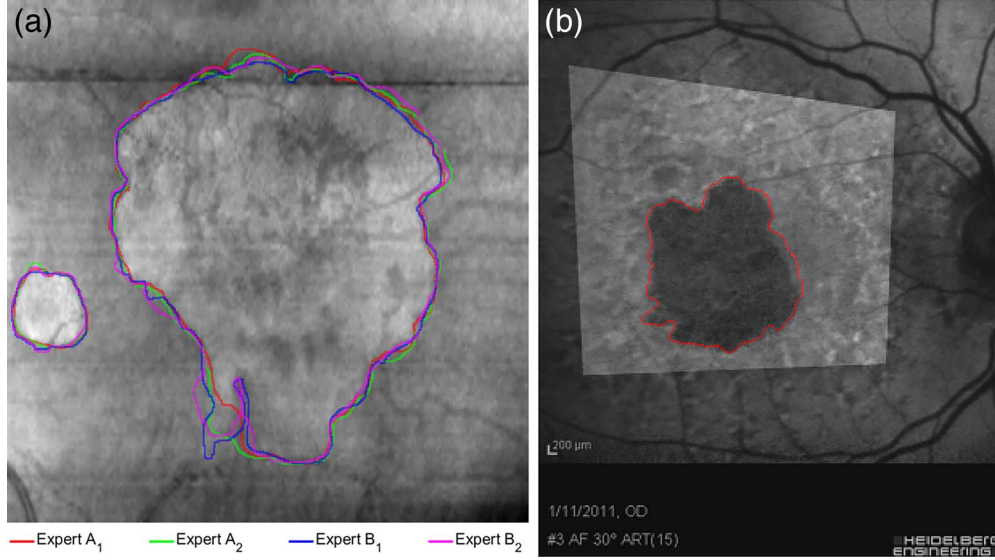 (a)
(b)
200 µm
1/11/2011, OD
#3 AF 30° ART(15)
HEIDELBERG
ENGINEERING
Expert A1
Expert A2
Expert B1
Expert B2